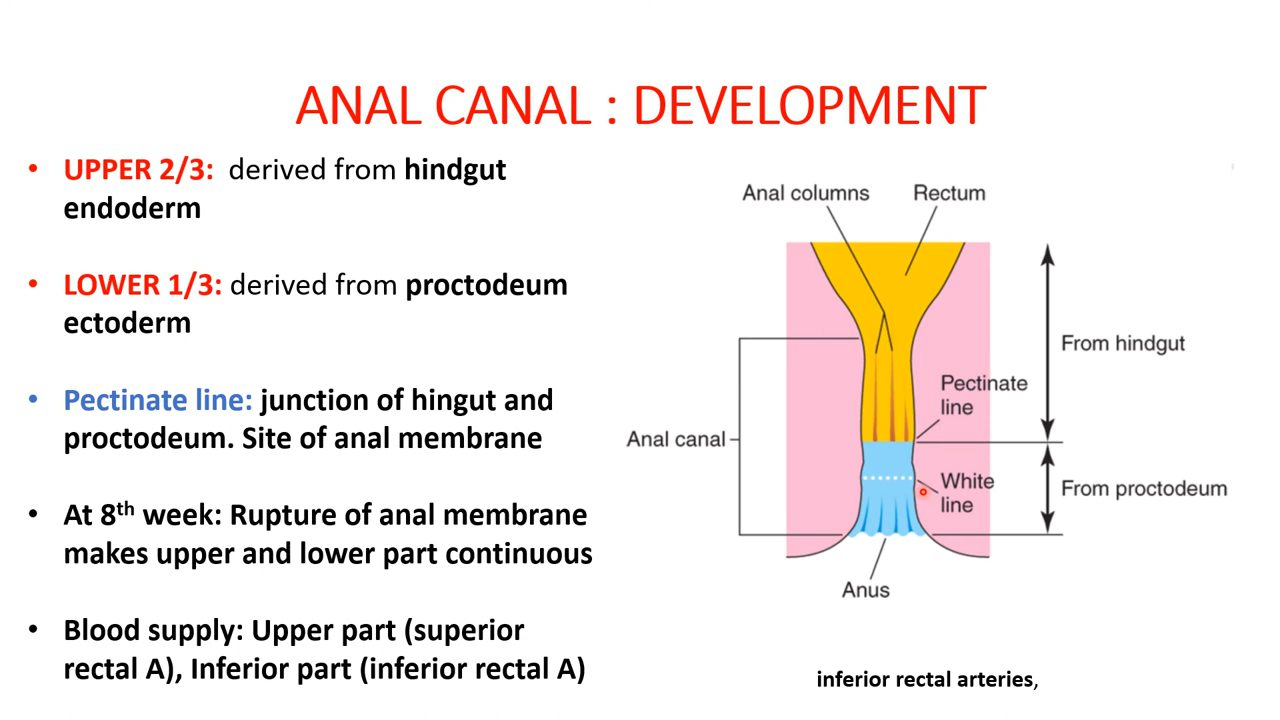 ANAL CANAL : DEVELOPMENT
• UPPER 2/3: derived from hindgut
endoderm
• LOWER 1/3: derived from proctodeum
ectoderm
• Pectinate line: junction of hingut and
proctodeum. Site of anal membrane
• At 8th week: Rupture of anal membrane
makes upper and lower part continuous
• Blood supply: Upper part (superior
rectal A), Inferior part (inferior rectal A)
Anal columns
Rectum
From hindgut
Pectinate
line
Anal canal
White
line
From proctodeum
Anus
inferior rectal arteries,